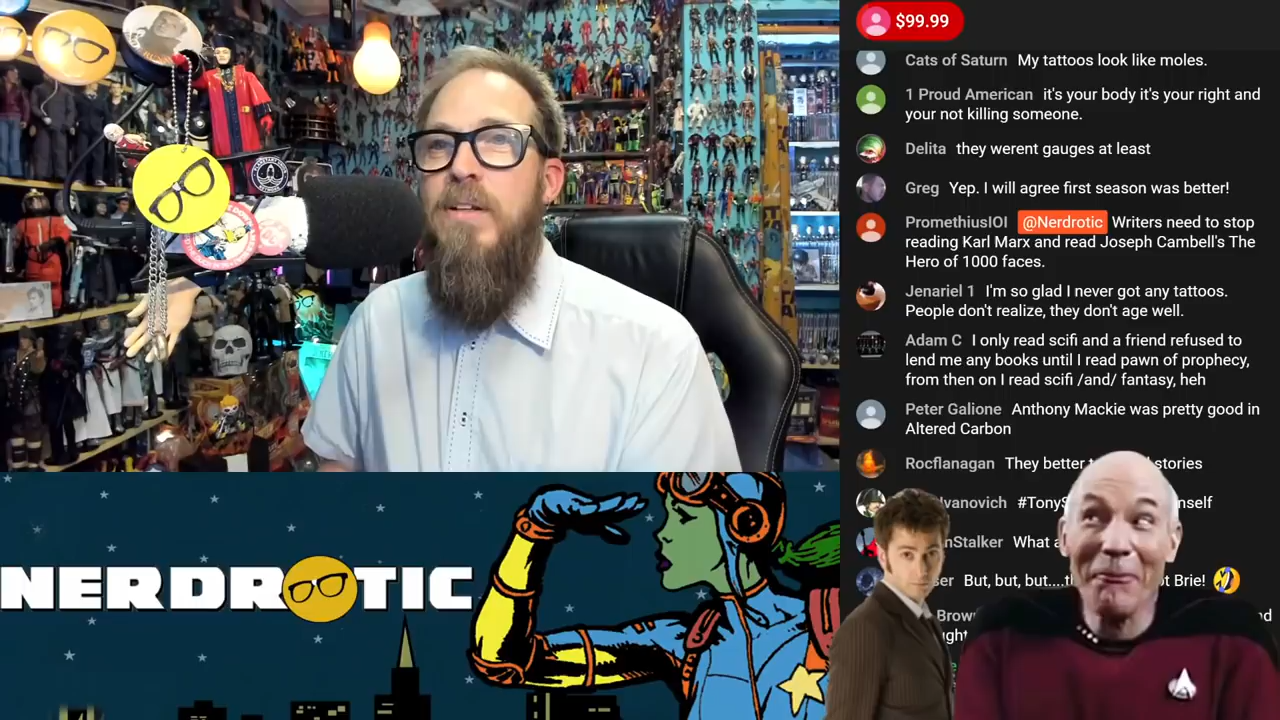 $99.99
Cats of Saturn My tattoos look like moles.
1 Proud American it's your body it's your right and
your not killing someone.
Delita they werent gauges at least
Greg Yep. I will agree first season was better!
PromethiusIOI @Nerdrotic Writers need to stop
reading Karl Marx and read Joseph Cambell's The
Hero of 1000 faces.
Jenariel 1 I'm so glad I never got any tattoos.
People don't realize, they don't age well.
Adam C I only read scifi and a friend refused to
lend me any books until I read pawn of prophecy,
from then on I read scifi /and/ fantasy, heh
Peter Galione Anthony Mackie was pretty good in
Altered Carbon
Rocflanagan They better stories
Ivanovich
What
But, but, Brie!
NERDROTIC